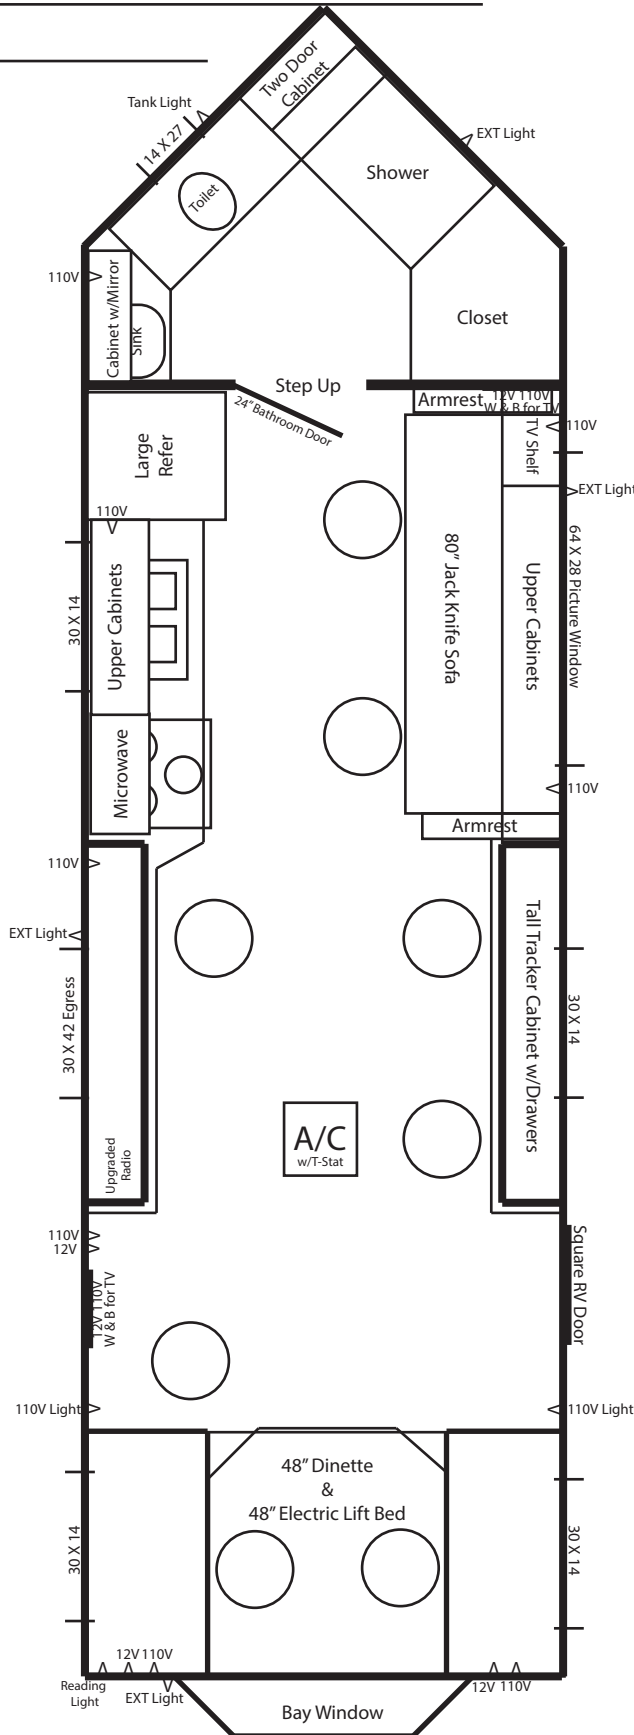 Two Door
Cabinet
Tank Light
14 X 27
EXT Light
Toilet
Shower
110V
Cabinet w/Mirror
Sink
Closet
Step Up
24" Bathroom Door
Armrest
12V 110V
W & B for TV
TV Shelf
110V
Large
Refer
EXT Light
110V
30 X 14
Upper Cabinets
80" Jack Knife Sofa
Upper Cabinets
64 X 28 Picture Window
Microwave
110V
Armrest
110V
EXT Light
30 X 42 Egress
Tall Tracker Cabinet w/Drawers
30 X 14
A/C
w/T-Stat
Upgraded
Radio
110V
12V
12V 110V
W & B for TV
Square RV Door
110V Light
110V Light
48" Dinette
&
48" Electric Lift Bed
30 X 14
30 X 14
12V 110V
Reading
Light
EXT Light
12V 110V
Bay Window